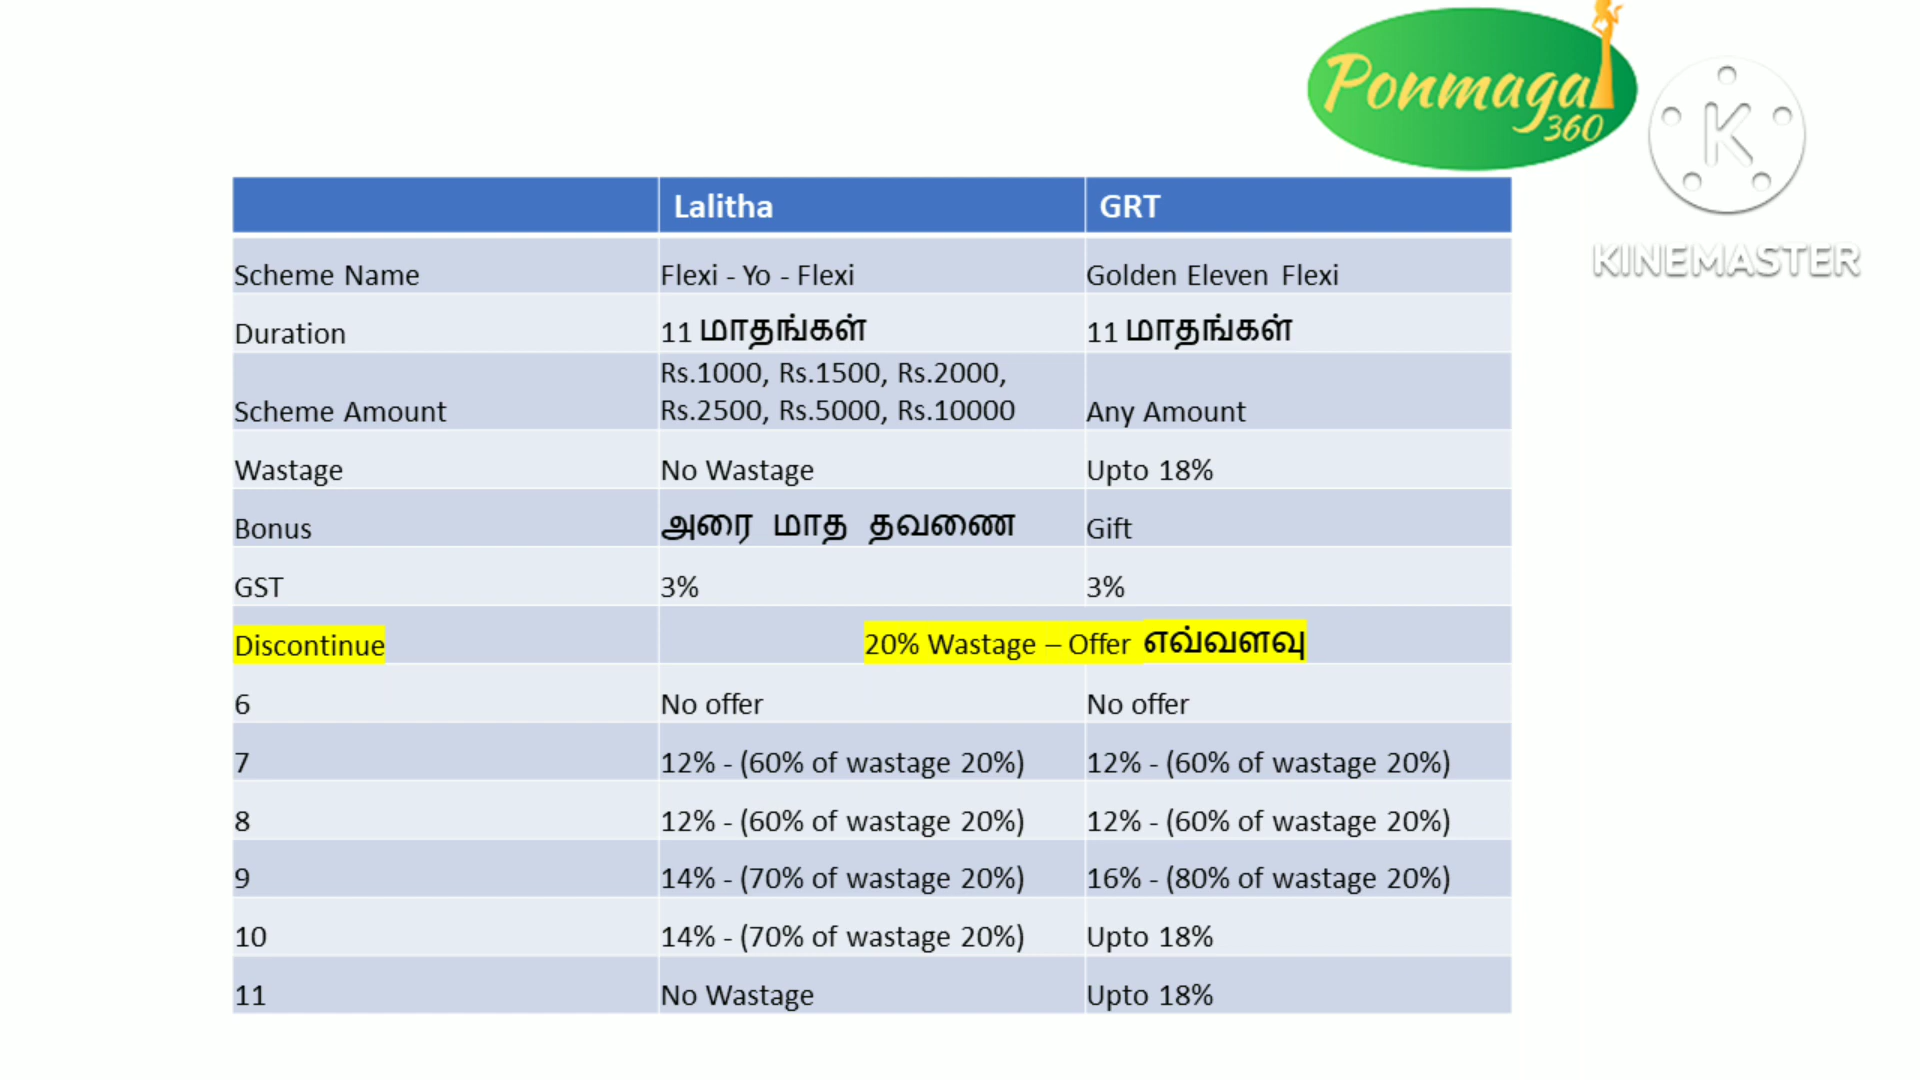 Ponmagal
360
K
KINEMASTER
Lalitha GRT
Scheme Name Flexi - Yo - Flexi Golden Eleven Flexi
Duration 11 மாதங்கள் 11 மாதங்கள்
Rs.1000, Rs.1500, Rs.2000,
Scheme Amount Rs.2500, Rs.5000, Rs.10000 Any Amount
Wastage No Wastage Upto 18%
Bonus அரை மாத தவணை Gift
GST 3% 3%
Discontinue 20% Wastage – Offer எவ்வளவு
6 No offer No offer
7 12% - (60% of wastage 20%) 12% - (60% of wastage 20%)
8 12% - (60% of wastage 20%) 12% - (60% of wastage 20%)
9 14% - (70% of wastage 20%) 16% - (80% of wastage 20%)
10 14% - (70% of wastage 20%) Upto 18%
11 No Wastage Upto 18%